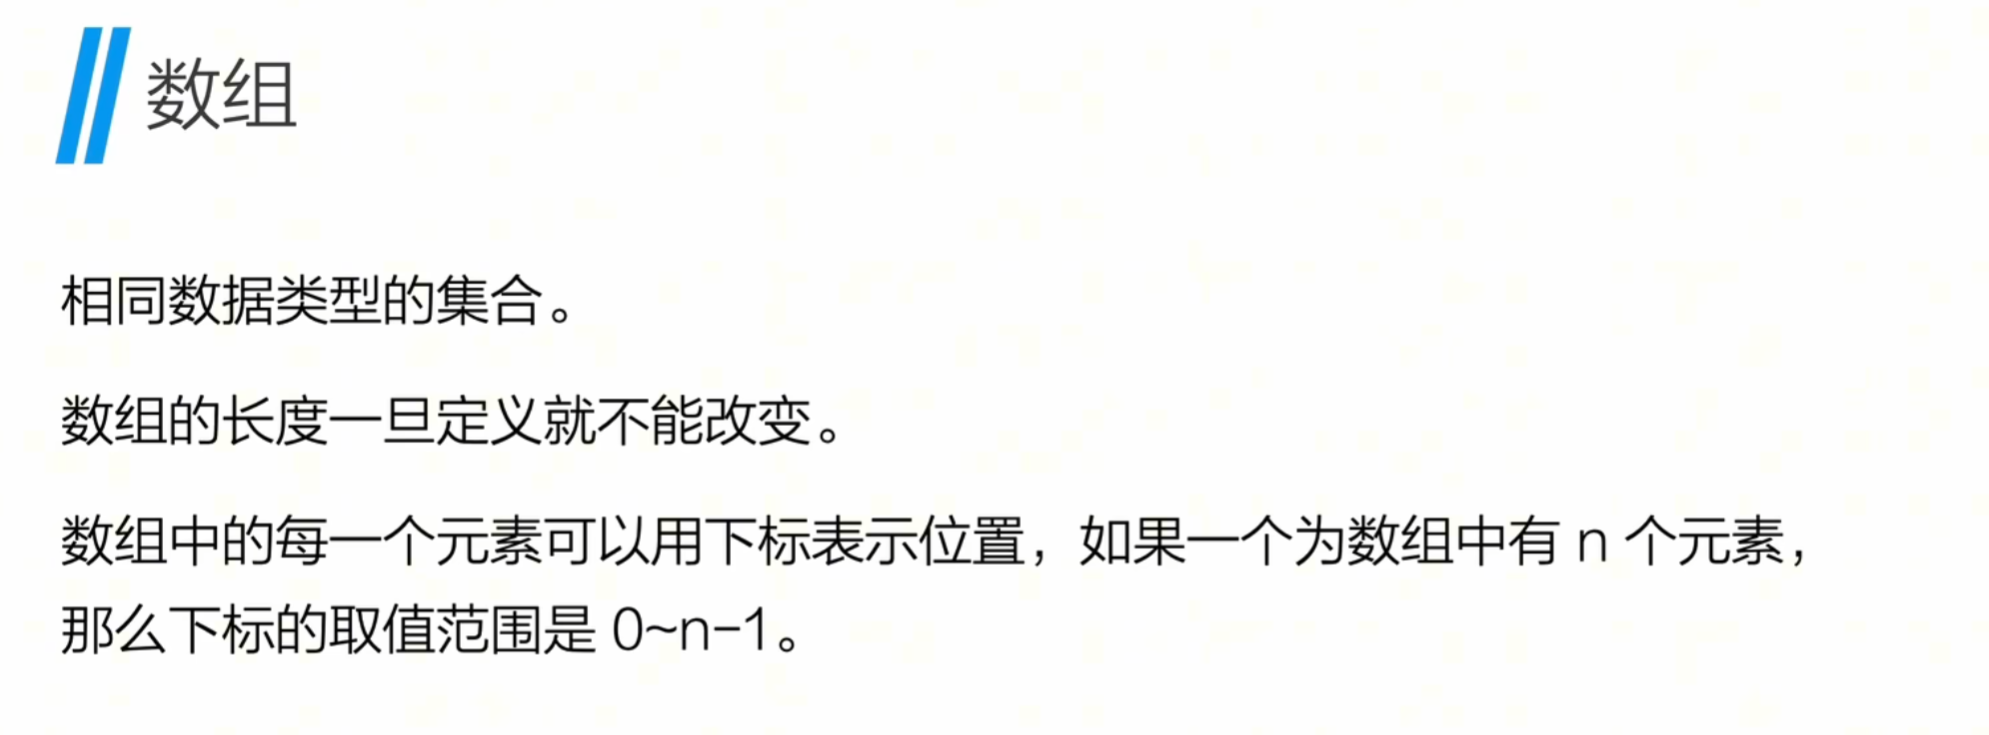 数组
相同数据类型的集合。
数组的长度一旦定义就不能改变。
数组中的每一个元素可以用下标表示位置，如果一个为数组中有 n 个元素，
那么下标的取值范围是 0~n-1。